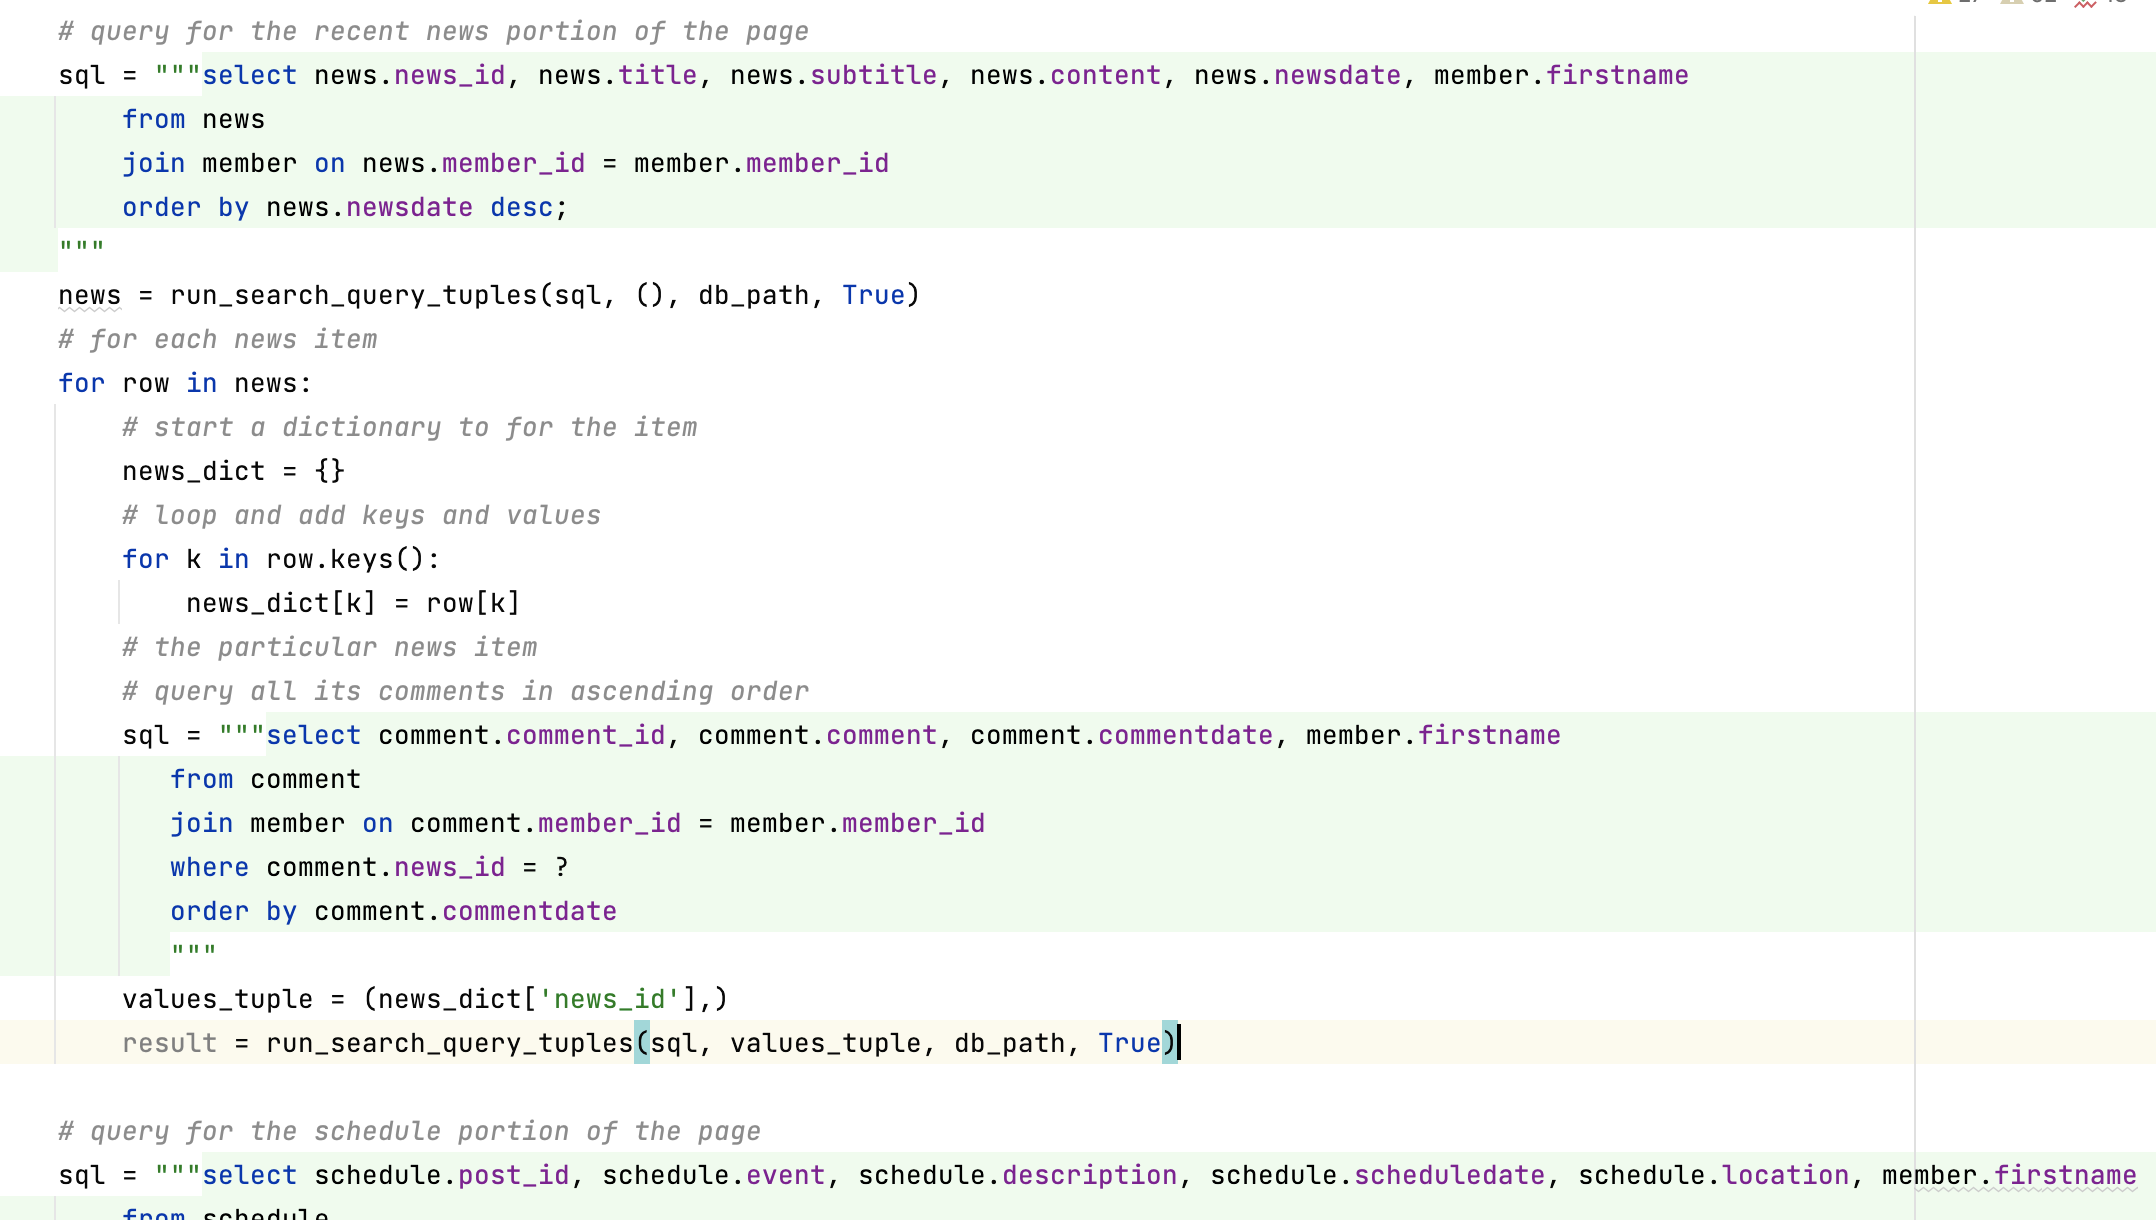 # query for the recent news portion of the page
sql = """select news.news_id, news.title, news.subtitle, news.content, news.newsdate, member.firstname
    from news
    join member on news.member_id = member.member_id
    order by news.newsdate desc;
"""
news = run_search_query_tuples(sql, (), db_path, True)
# for each news item
for row in news:
    # start a dictionary to for the item
    news_dict = {}
    # loop and add keys and values
    for k in row.keys():
        news_dict[k] = row[k]
    # the particular news item
    # query all its comments in ascending order
    sql = """select comment.comment_id, comment.comment, comment.commentdate, member.firstname
       from comment
       join member on comment.member_id = member.member_id
       where comment.news_id = ?
       order by comment.commentdate
       """
    values_tuple = (news_dict['news_id'],)
    result = run_search_query_tuples(sql, values_tuple, db_path, True)
# query for the schedule portion of the page
sql = """select schedule.post_id, schedule.event, schedule.description, schedule.scheduledate, schedule.location, member.firstname
    from schedule